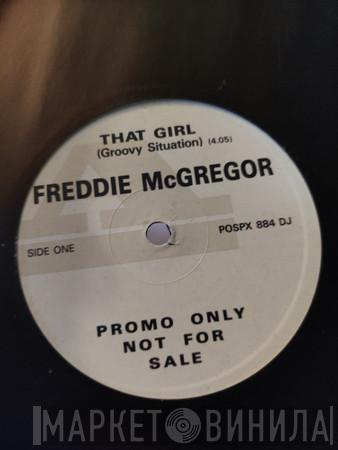 THAT GIRL
(Groovy Situation) (4.05)
FREDDIE McGREGOR
SIDE ONE
POSPX 884 DJ
PROMO ONLY
NOT FOR
SALE
МАРКЕТ ВИНИЛА